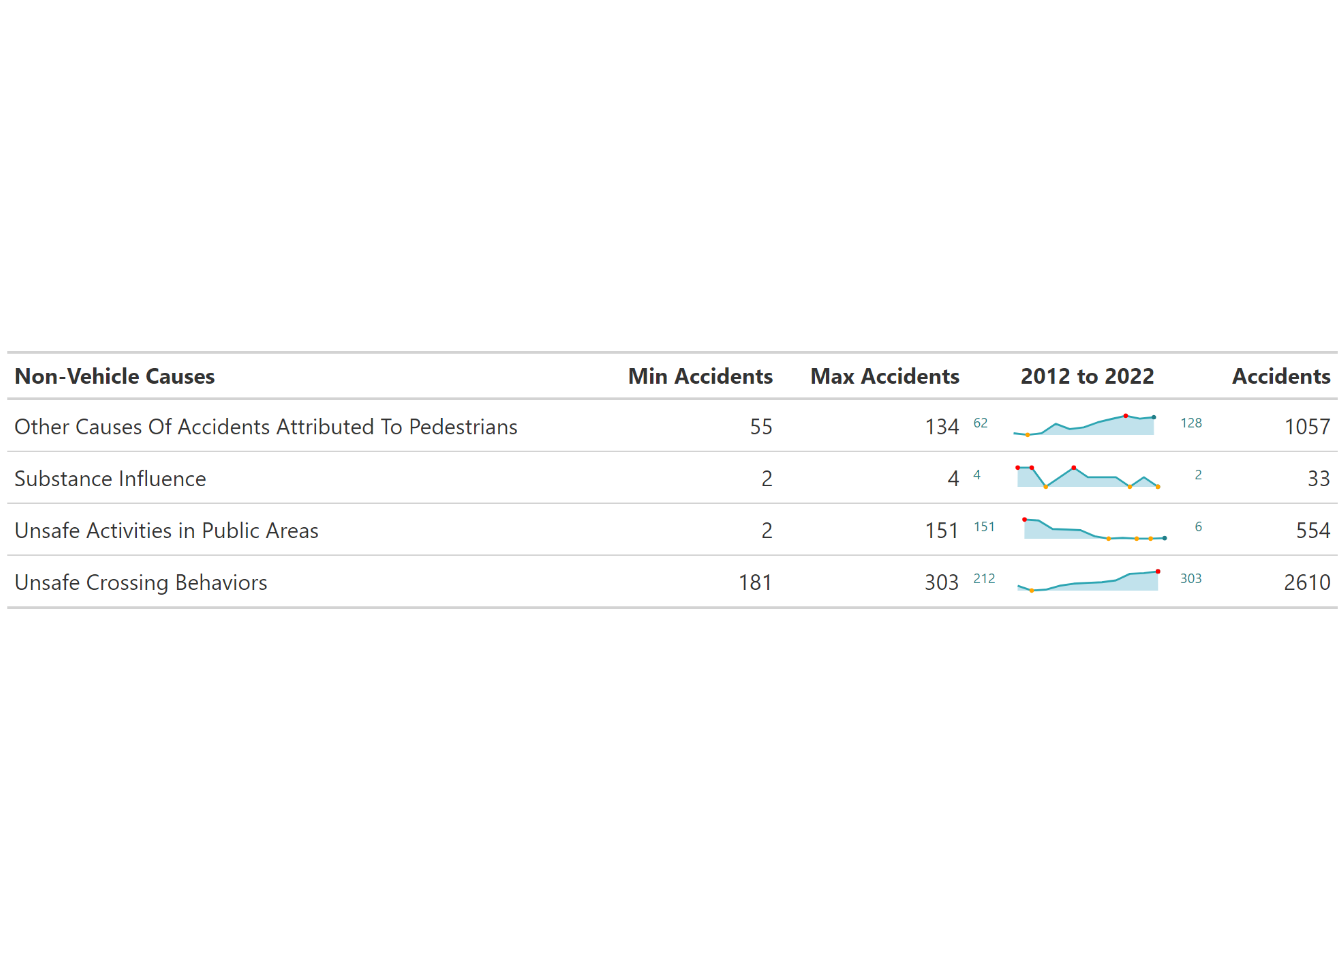 Non-Vehicle Causes Min Accidents Max Accidents 2012 to 2022 Accidents
Other Causes Of Accidents Attributed To Pedestrians 55 134 62 128 1057
Substance Influence 2 4 4 2 33
Unsafe Activities in Public Areas 2 151 151 6 554
Unsafe Crossing Behaviors 181 303 212 303 2610